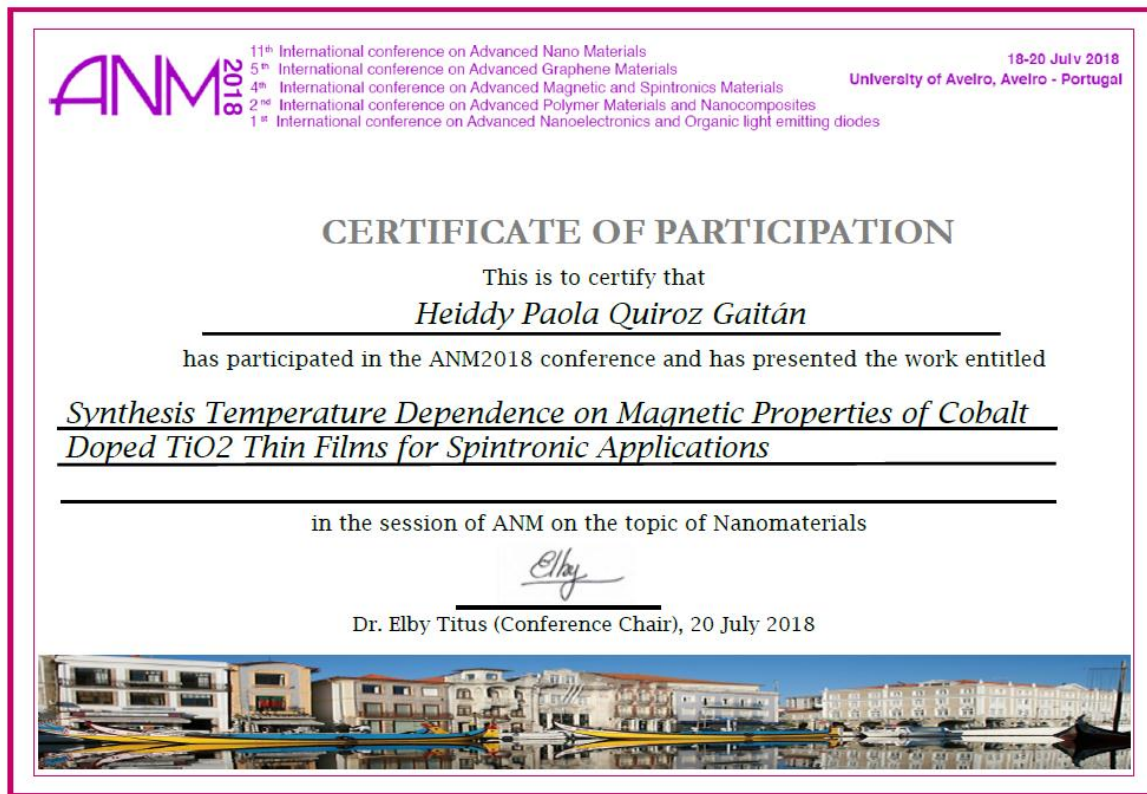 ANM 2018
11th International conference on Advanced Nano Materials
5th International conference on Advanced Graphene Materials
4th International conference on Advanced Magnetic and Spintronics Materials
2nd International conference on Advanced Polymer Materials and Nanocomposites
1st International conference on Advanced Nanoelectronics and Organic light emitting diodes
18-20 July 2018
University of Aveiro, Aveiro - Portugal
CERTIFICATE OF PARTICIPATION
This is to certify that
Heiddy Paola Quiroz Gaitán
has participated in the ANM2018 conference and has presented the work entitled
Synthesis Temperature Dependence on Magnetic Properties of Cobalt
Doped TiO2 Thin Films for Spintronic Applications
in the session of ANM on the topic of Nanomaterials
Elby
Dr. Elby Titus (Conference Chair), 20 July 2018